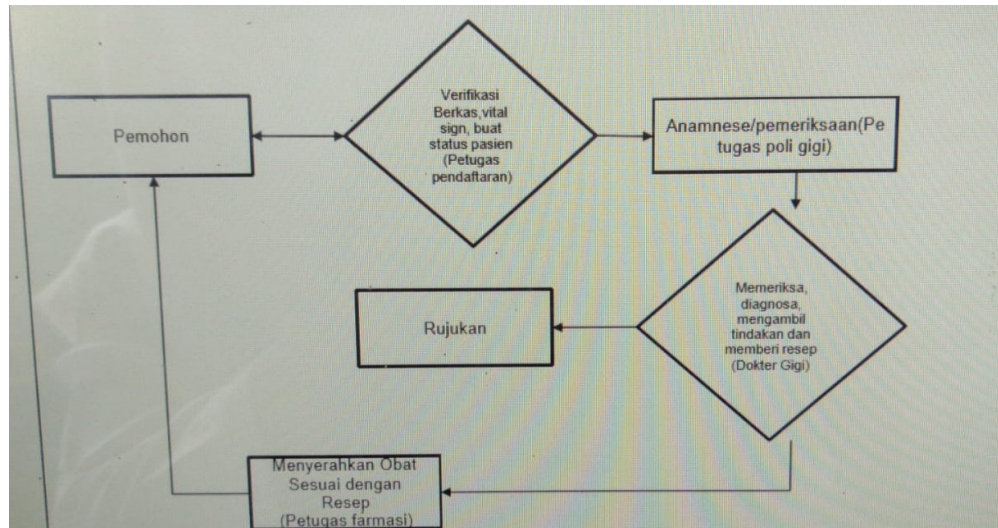 Pemohon
Verifikasi
Berkas,vital
sign, buat
status pasien
(Petugas
pendaftaran)
Anamnese/pemeriksaan(Pe
tugas poli gigi)
Memeriksa,
diagnosa,
mengambil
tindakan dan
memberi resep
(Dokter Gigi)
Rujukan
Menyerahkan Obat
Sesuai dengan
Resep
(Petugas farmasi)